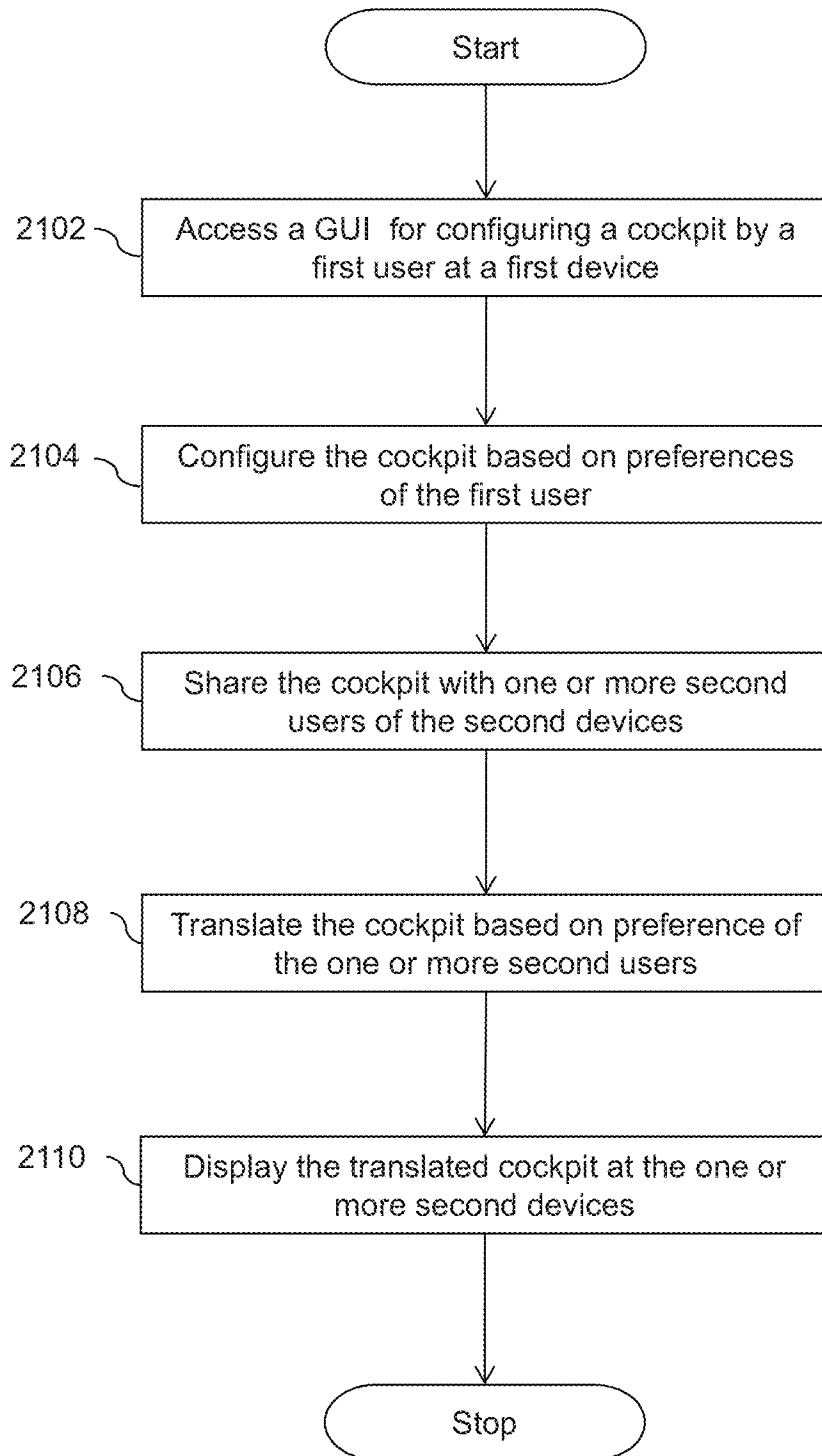 Start
2102
Access a GUI for configuring a cockpit by a
first user at a first device
2104
Configure the cockpit based on preferences
of the first user
2106
Share the cockpit with one or more second
users of the second devices
2108
Translate the cockpit based on preference of
the one or more second users
2110
Display the translated cockpit at the one or
more second devices
Stop